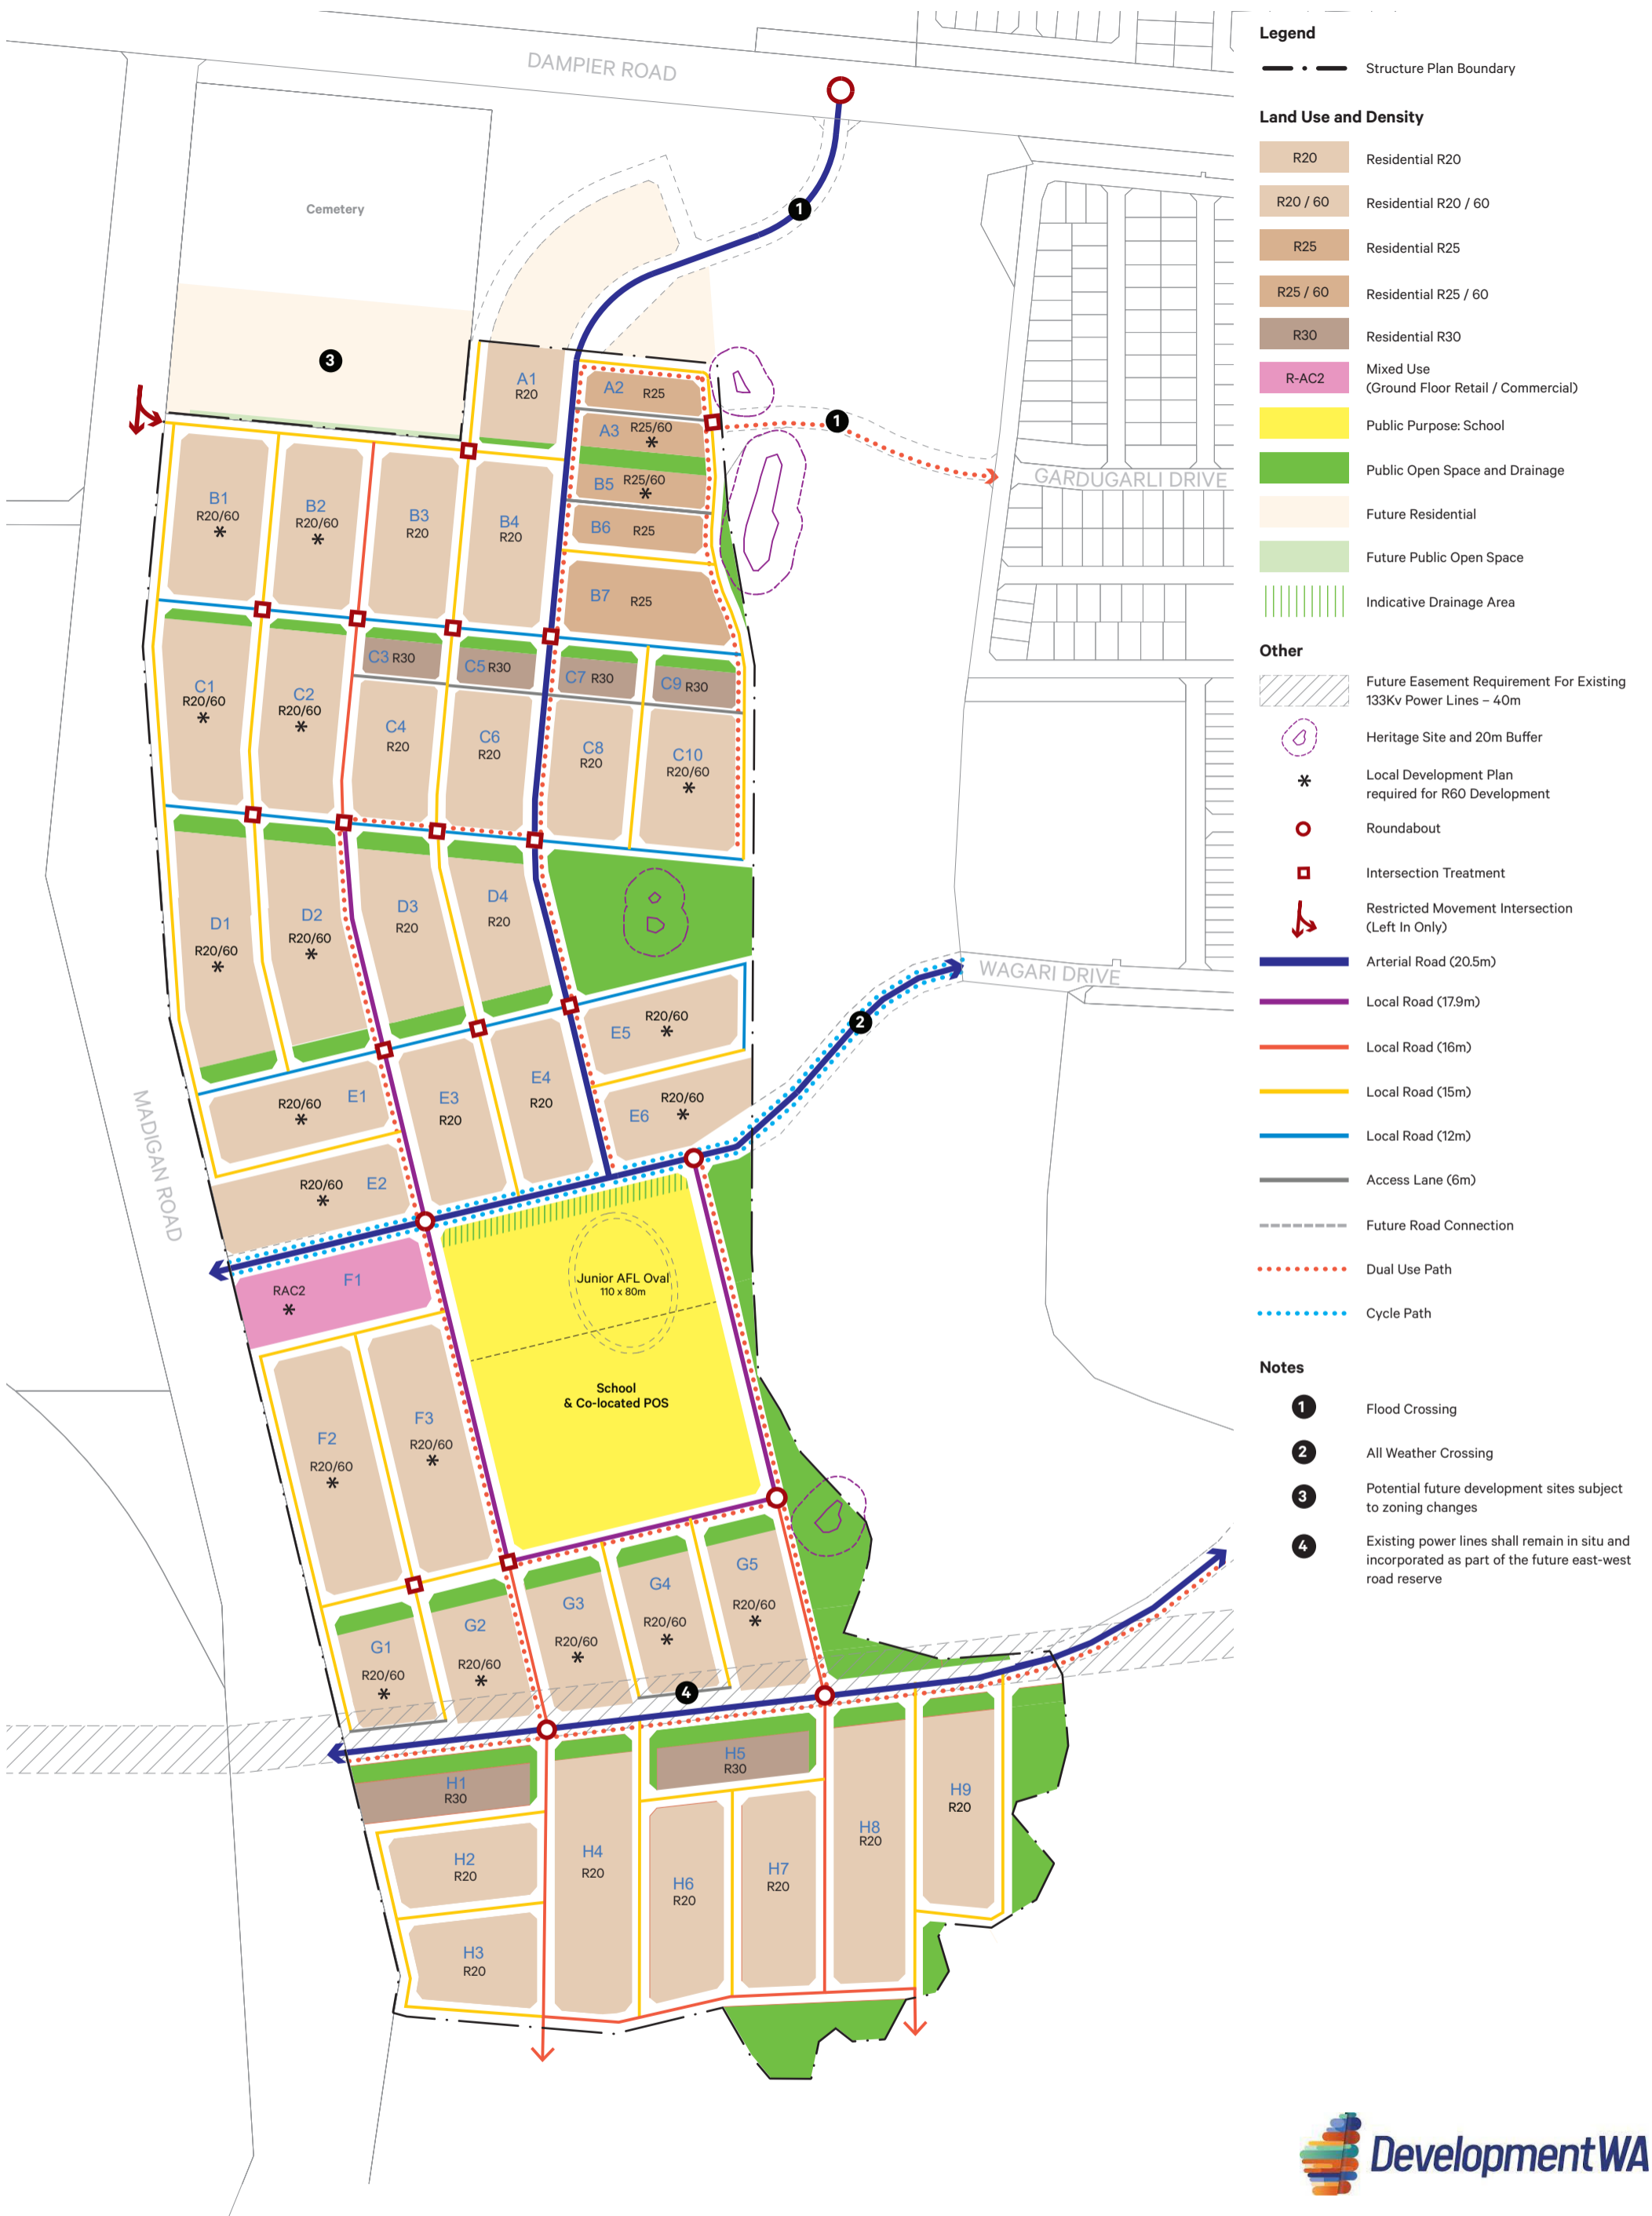 DAMPIER ROAD
1
Cemetery
3
A1
R20
A2 R25
A3 R25/60
*
B5 R25/60
*
B6 R25
B7 R25
1
GARDUGARLI DRIVE
B1
R20/60
*
B2
R20/60
*
B3
R20
B4
R20
C1
R20/60
*
C2
R20/60
*
C3 R30
C5 R30
C7 R30
C9 R30
C4
R20
C6
R20
C8
R20
C10
R20/60
*
D1
R20/60
*
D2
R20/60
*
D3
R20
D4
R20
WAGARI DRIVE
2
E5 R20/60
*
E6 R20/60
*
R20/60 E1
*
E3
R20
E4
R20
R20/60 E2
*
MADIGAN ROAD
F1
RAC2
*
Junior AFL Oval
110 x 80m
School
& Co-located POS
F2
R20/60
*
F3
R20/60
*
G1
R20/60
*
G2
R20/60
*
G3
R20/60
*
G4
R20/60
*
G5
R20/60
*
4
H1
R30
H2
R20
H3
R20
H4
R20
H5
R30
H6
R20
H7
R20
H8
R20
H9
R20
Legend
Structure Plan Boundary
Land Use and Density
R20 Residential R20
R20 / 60 Residential R20 / 60
R25 Residential R25
R25 / 60 Residential R25 / 60
R30 Residential R30
R-AC2 Mixed Use
(Ground Floor Retail / Commercial)
Public Purpose: School
Public Open Space and Drainage
Future Residential
Future Public Open Space
Indicative Drainage Area
Other
Future Easement Requirement For Existing
133Kv Power Lines – 40m
Heritage Site and 20m Buffer
* Local Development Plan
required for R60 Development
Roundabout
Intersection Treatment
Restricted Movement Intersection
(Left In Only)
Arterial Road (20.5m)
Local Road (17.9m)
Local Road (16m)
Local Road (15m)
Local Road (12m)
Access Lane (6m)
Future Road Connection
Dual Use Path
Cycle Path
Notes
1 Flood Crossing
2 All Weather Crossing
3 Potential future development sites subject
to zoning changes
4 Existing power lines shall remain in situ and
incorporated as part of the future east-west
road reserve
DevelopmentWA